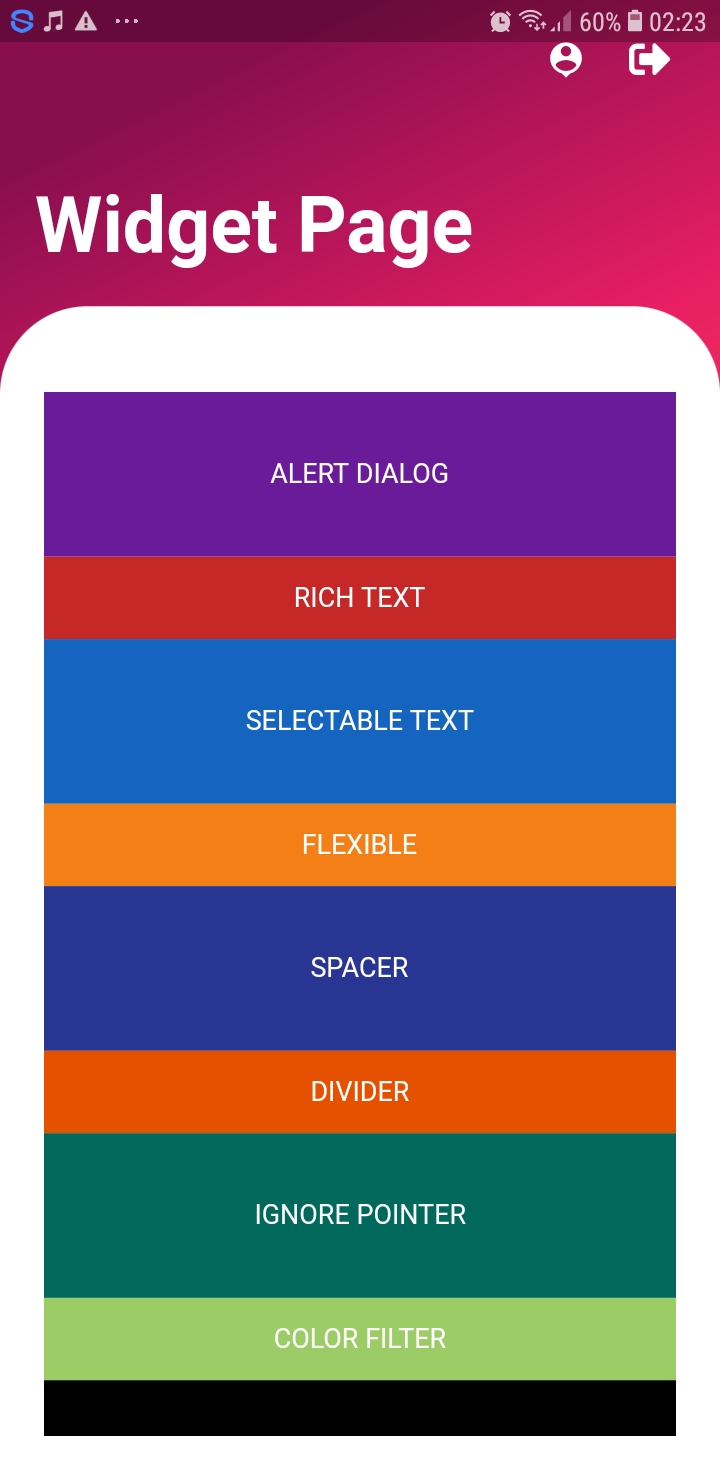 60% 02:23
Widget Page
ALERT DIALOG
RICH TEXT
SELECTABLE TEXT
FLEXIBLE
SPACER
DIVIDER
IGNORE POINTER
COLOR FILTER